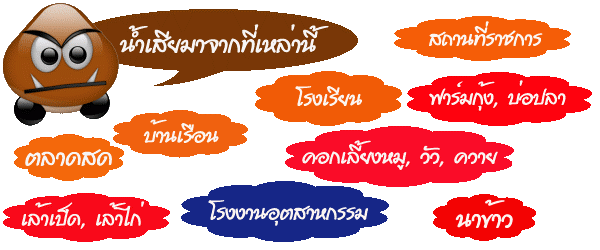 น้ำเสียมาจากที่เหล่านี้
สถานที่ราชการ
โรงเรียน
ฟาร์มกุ้ง, บ่อปลา
บ้านเรือน
ตลาดสด
คอกเลี้ยงหมู, วัว, ควาย
เล้าเป็ด, เล้าไก่
โรงงานอุตสาหกรรม
นาข้าว